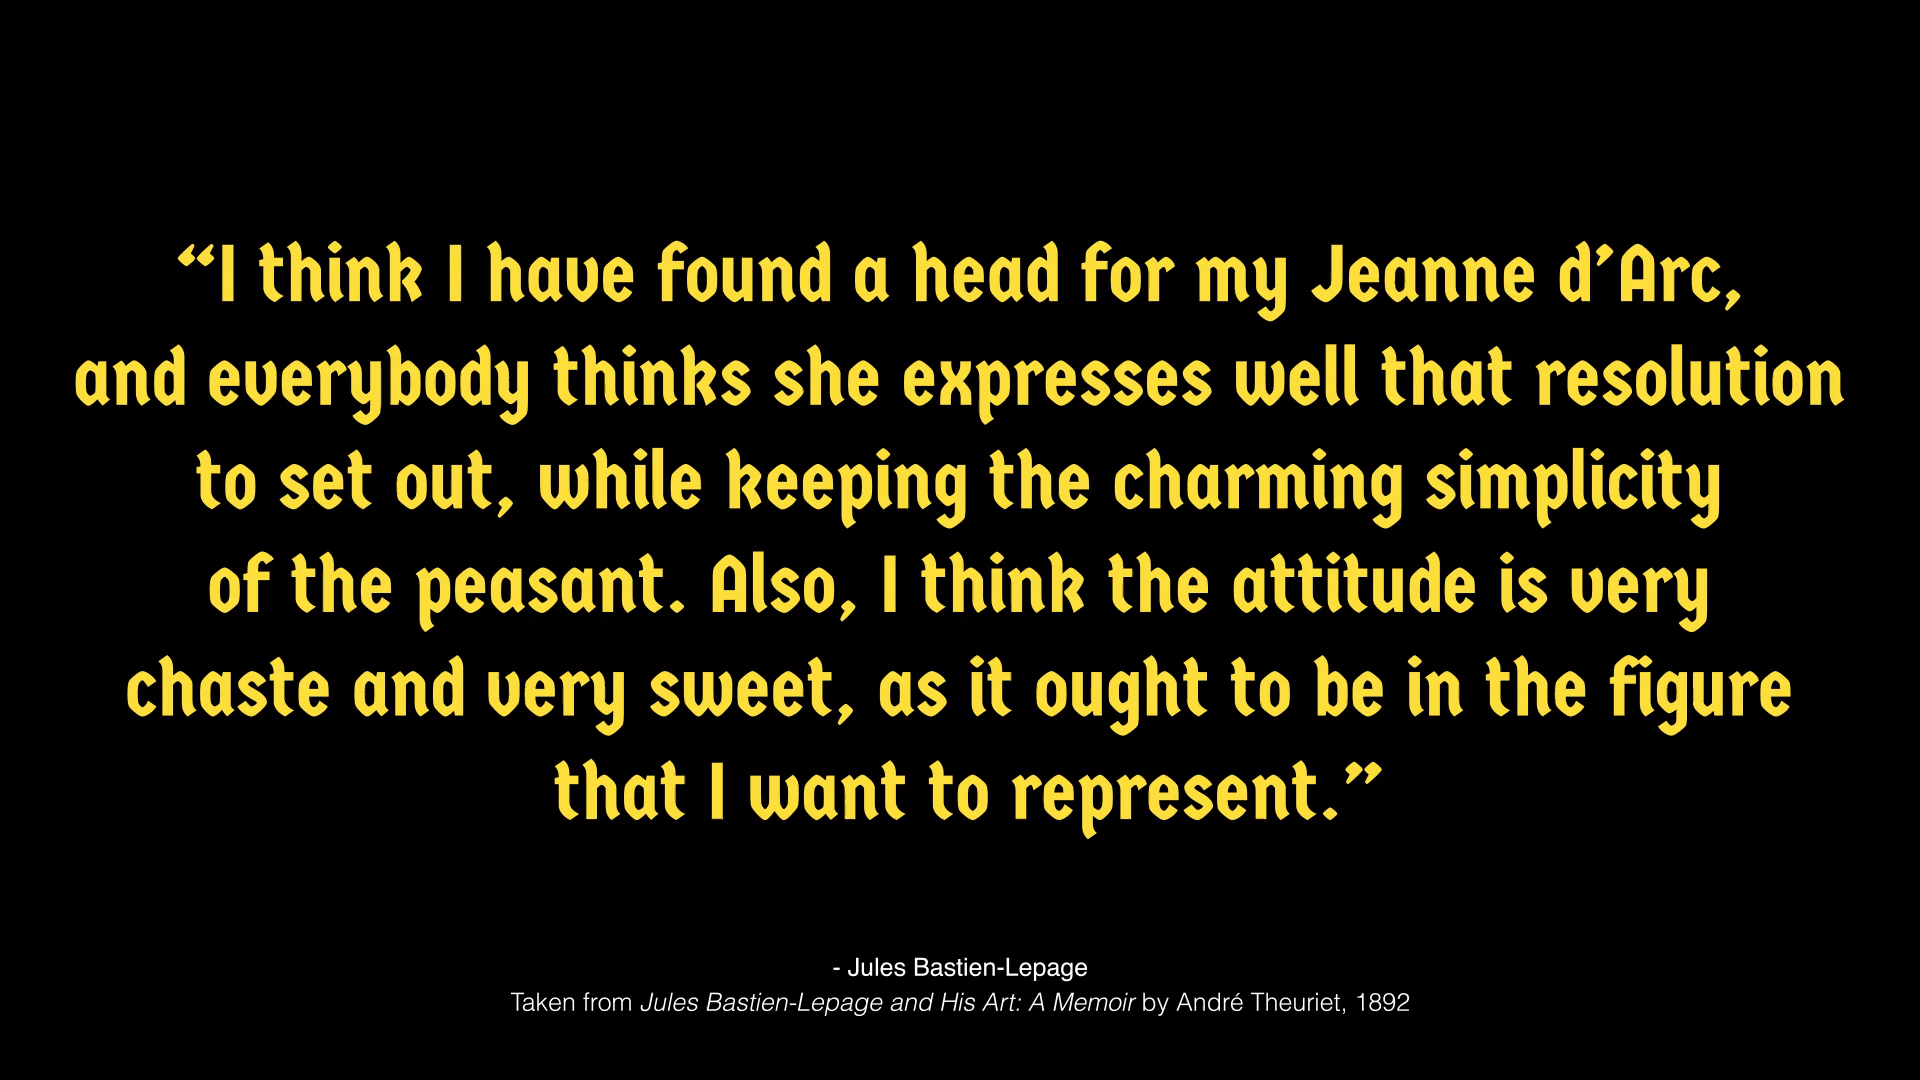 “I think I have found a head for my Jeanne d’Arc,
and everybody thinks she expresses well that resolution
to set out, while keeping the charming simplicity
of the peasant. Also, I think the attitude is very
chaste and very sweet, as it ought to be in the figure
that I want to represent.”
- Jules Bastien-Lepage
Taken from Jules Bastien-Lepage and His Art: A Memoir by André Theuriet, 1892